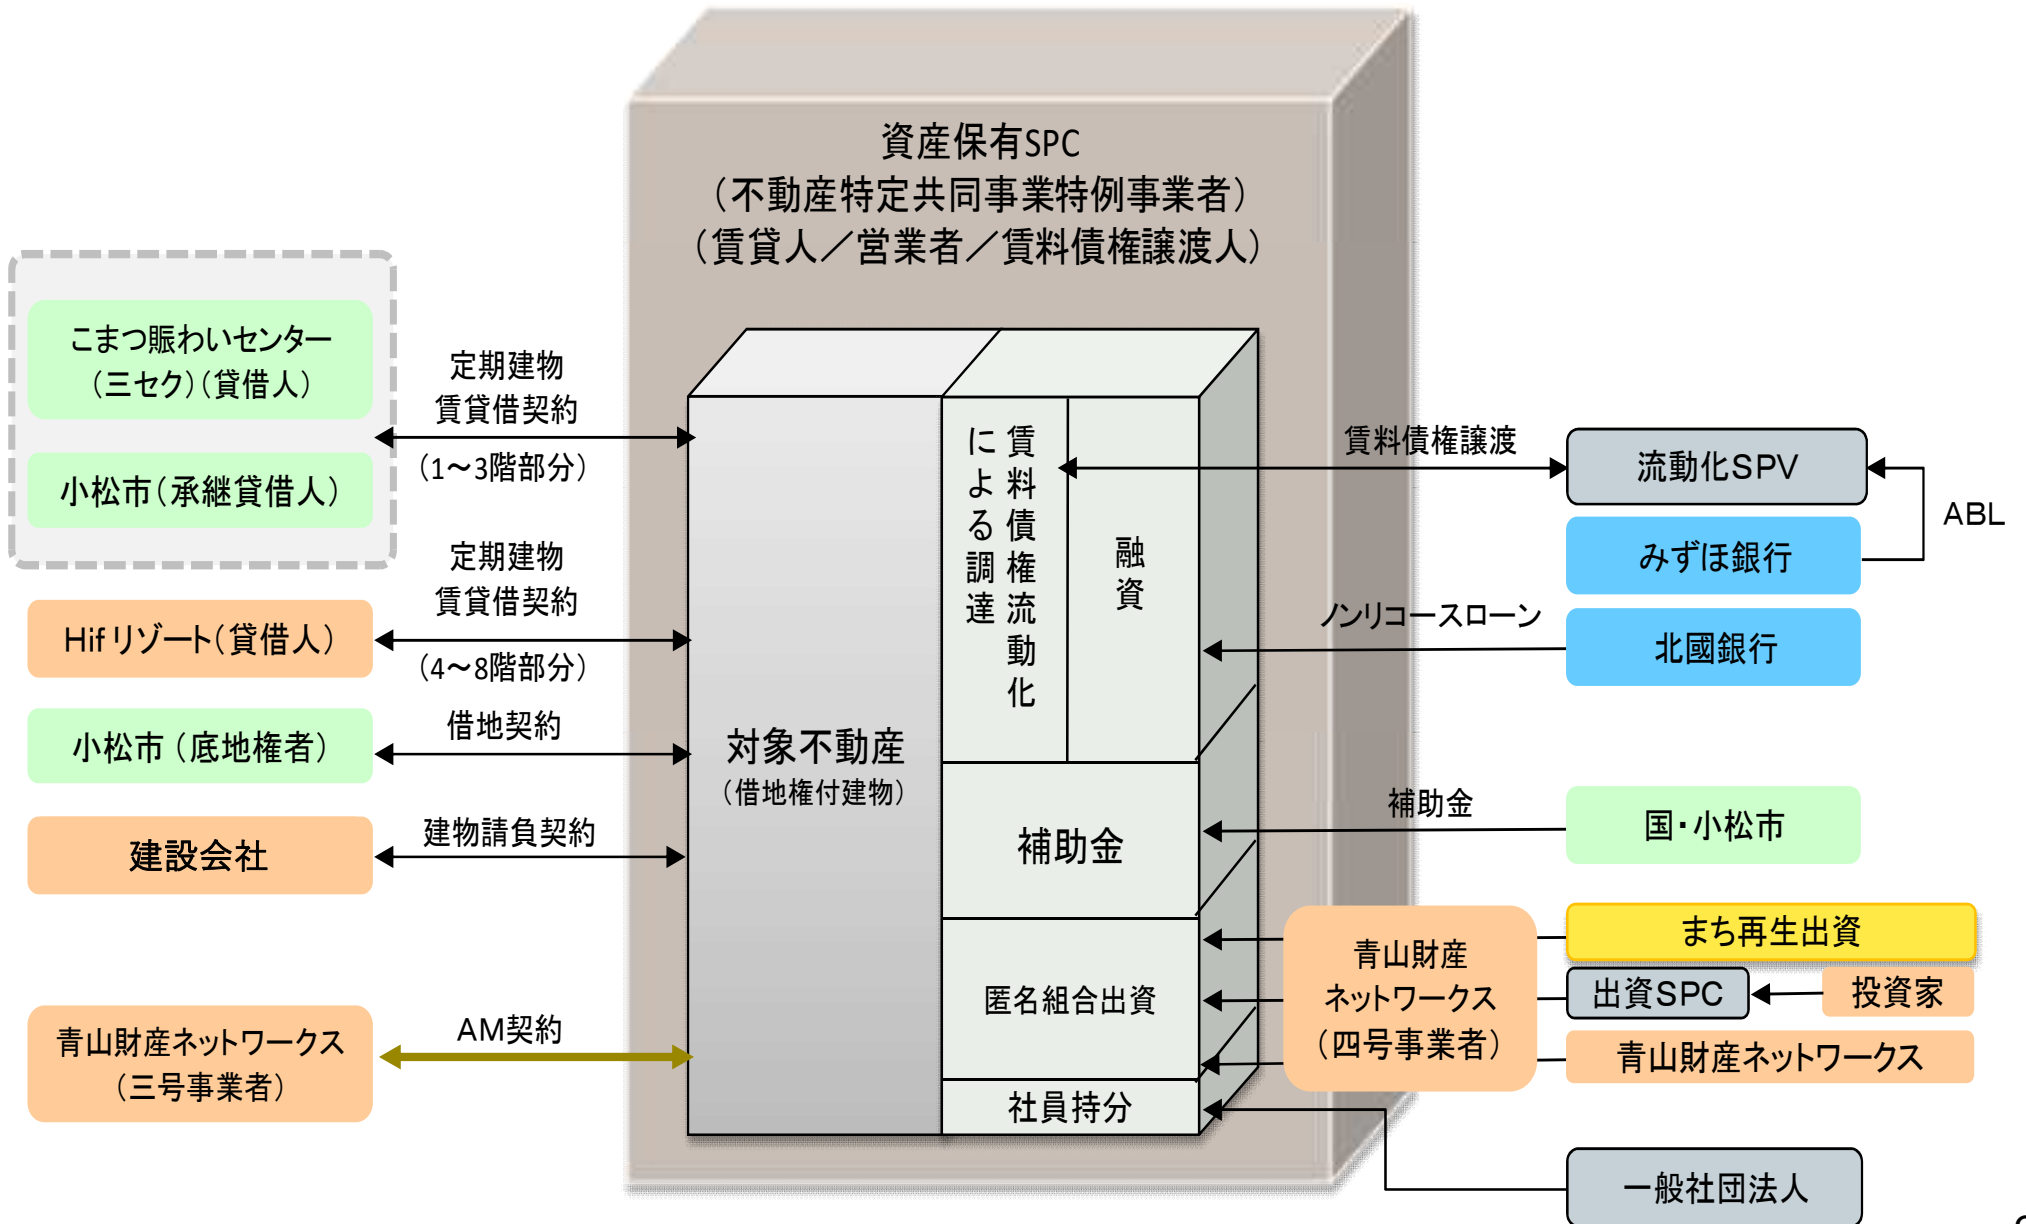 資産保有SPC
（不動産特定共同事業特例事業者）
（賃貸人／営業者／賃料債権譲渡人）
こまつ賑わいセンター
（三セク）（賃借人）
小松市（承継賃借人）
Hifリゾート（賃借人）
小松市（底地権者）
建設会社
青山財産ネットワークス
（三号事業者）
定期建物
賃貸借契約
（1～3階部分）
定期建物
賃貸借契約
（4～8階部分）
借地契約
建物請負契約
AM契約
対象不動産
（借地権付建物）
賃料債権流動化
による調達
融資
補助金
匿名組合出資
社員持分
賃料債権譲渡
ノンリコースローン
補助金
青山財産
ネットワークス
（四号事業者）
流動化SPV
ABL
みずほ銀行
北國銀行
国・小松市
まち再生出資
出資SPC
投資家
青山財産ネットワークス
一般社団法人